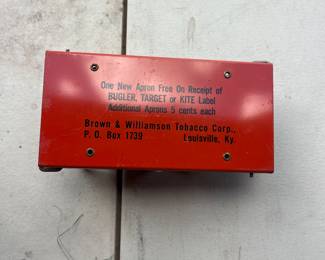 One New Apron Free On Receipt of
BUGLER, TARGET or KITE Label
Additional Aprons 5 cents each
Brown & Williamson Tobacco Corp.,
P. O. Box 1739 Louisville, Ky.